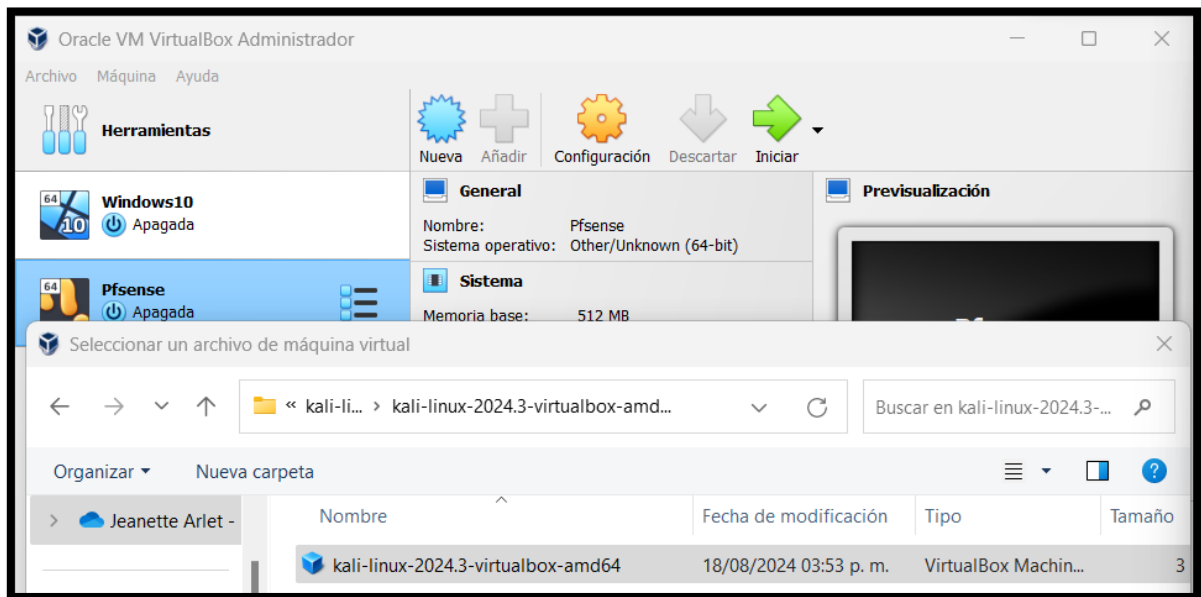 Oracle VM VirtualBox Administrador
Archivo Máquina Ayuda
Herramientas
Nueva Añadir Configuración Descartar Iniciar
64 10 Windows10
Apagada
64 Pfsense
Apagada
General
Nombre: Pfsense
Sistema operativo: Other/Unknown (64-bit)
Sistema
Memoria base: 512 MB
Previsualización
Seleccionar un archivo de máquina virtual
« kali-li... > kali-linux-2024.3-virtualbox-amd...
Buscar en kali-linux-2024.3-...
Organizar Nueva carpeta
Jeanette Arlet -
Nombre Fecha de modificación Tipo Tamaño
kali-linux-2024.3-virtualbox-amd64 18/08/2024 03:53 p. m. VirtualBox Machin... 3